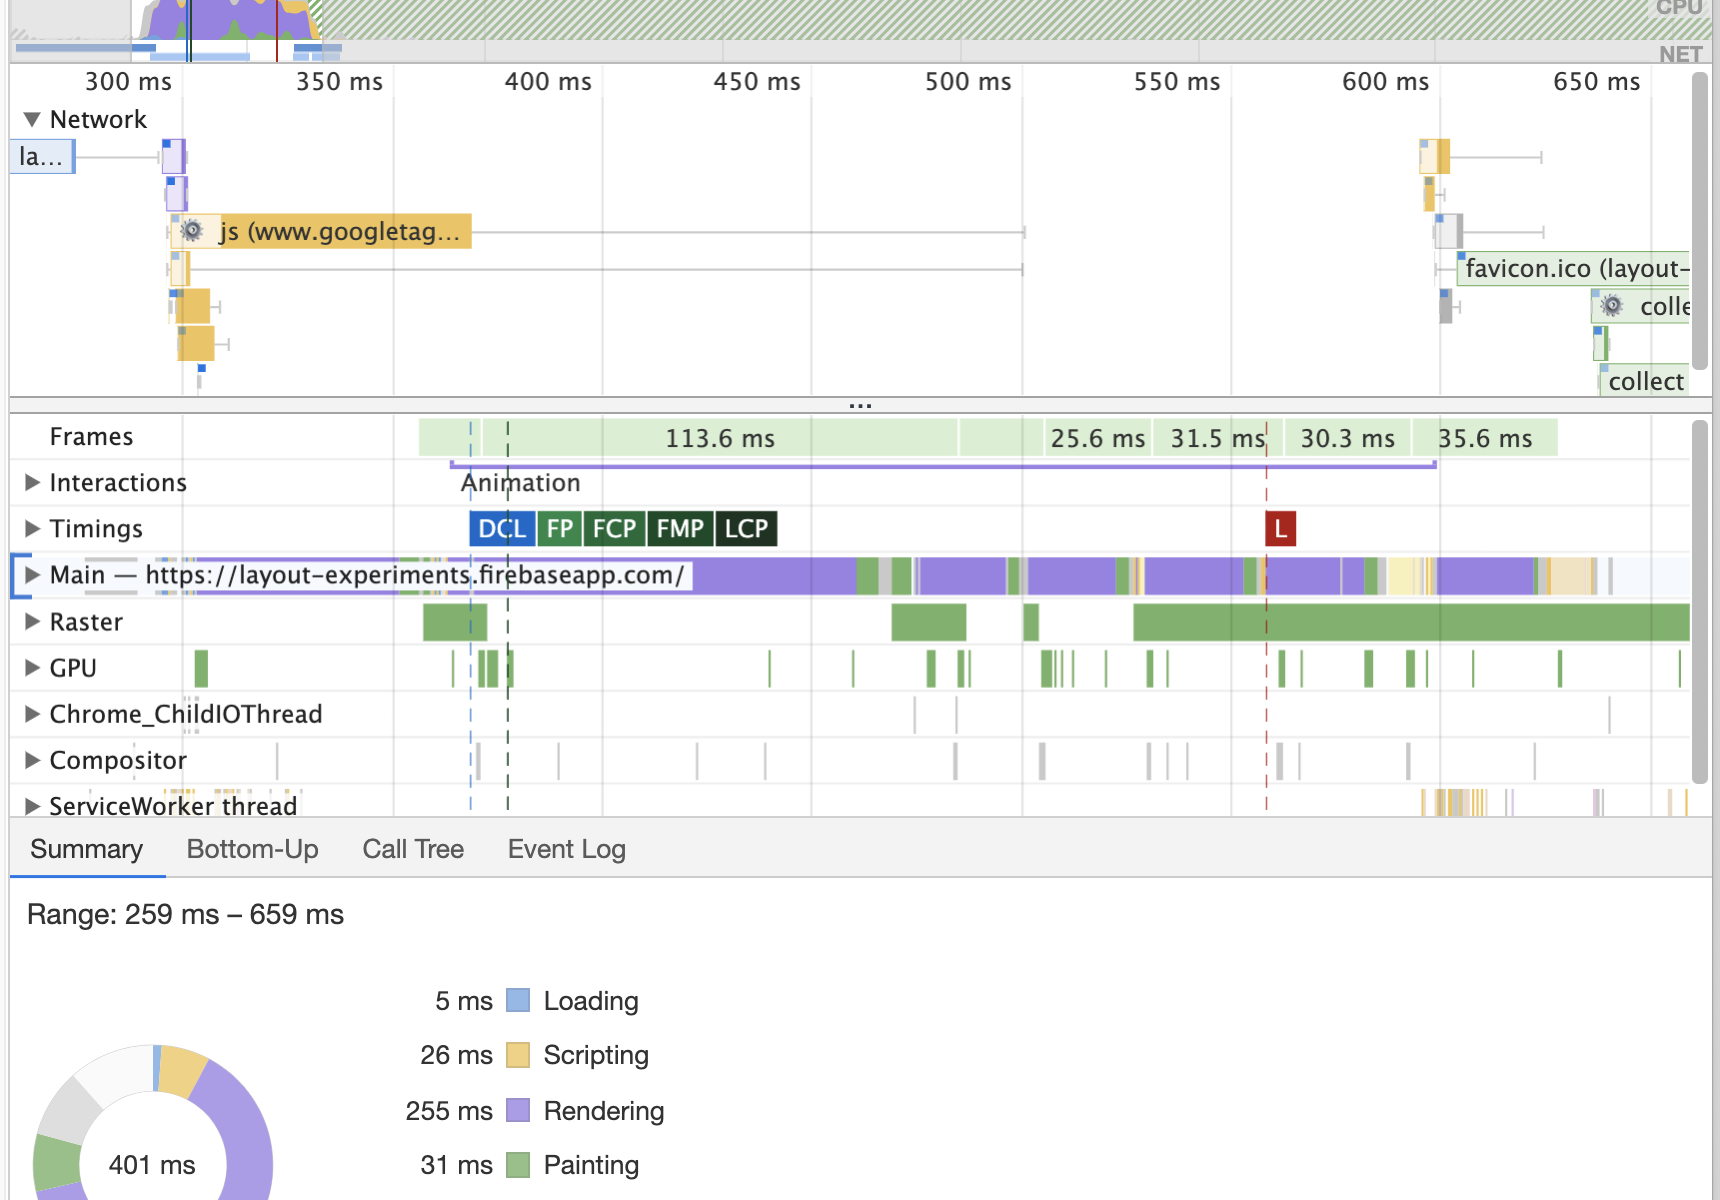 CPU
NET
300 ms 350 ms 400 ms 450 ms 500 ms 550 ms 600 ms 650 ms
Network
la…
js (www.googletag…
favicon.ico (layout-
colle
collect
...
Frames 113.6 ms 25.6 ms 31.5 ms 30.3 ms 35.6 ms
Interactions Animation
Timings DCL FP FCP FMP LCP L
Main — https://layout-experiments.firebaseapp.com/
Raster
GPU
Chrome_ChildIOThread
Compositor
ServiceWorker thread
Summary Bottom-Up Call Tree Event Log
Range: 259 ms – 659 ms
5 ms Loading
26 ms Scripting
255 ms Rendering
31 ms Painting
401 ms